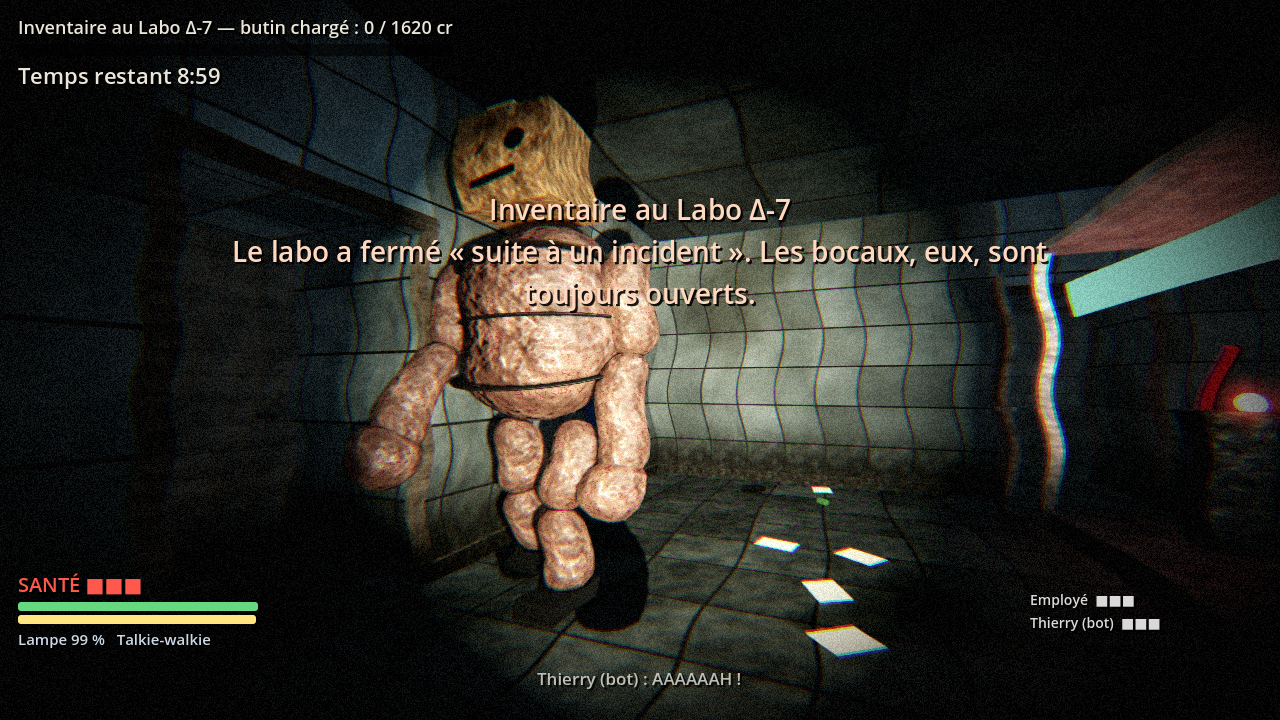 Inventaire au Labo Δ-7 — butin chargé : 0 / 1620 cr
Temps restant 8:59
Inventaire au Labo Δ-7
Le labo a fermé « suite à un incident ». Les bocaux, eux, sont
toujours ouverts.
SANTÉ
Lampe 99 % Talkie-walkie
Employé
Thierry (bot)
Thierry (bot) : AAAAAAH !